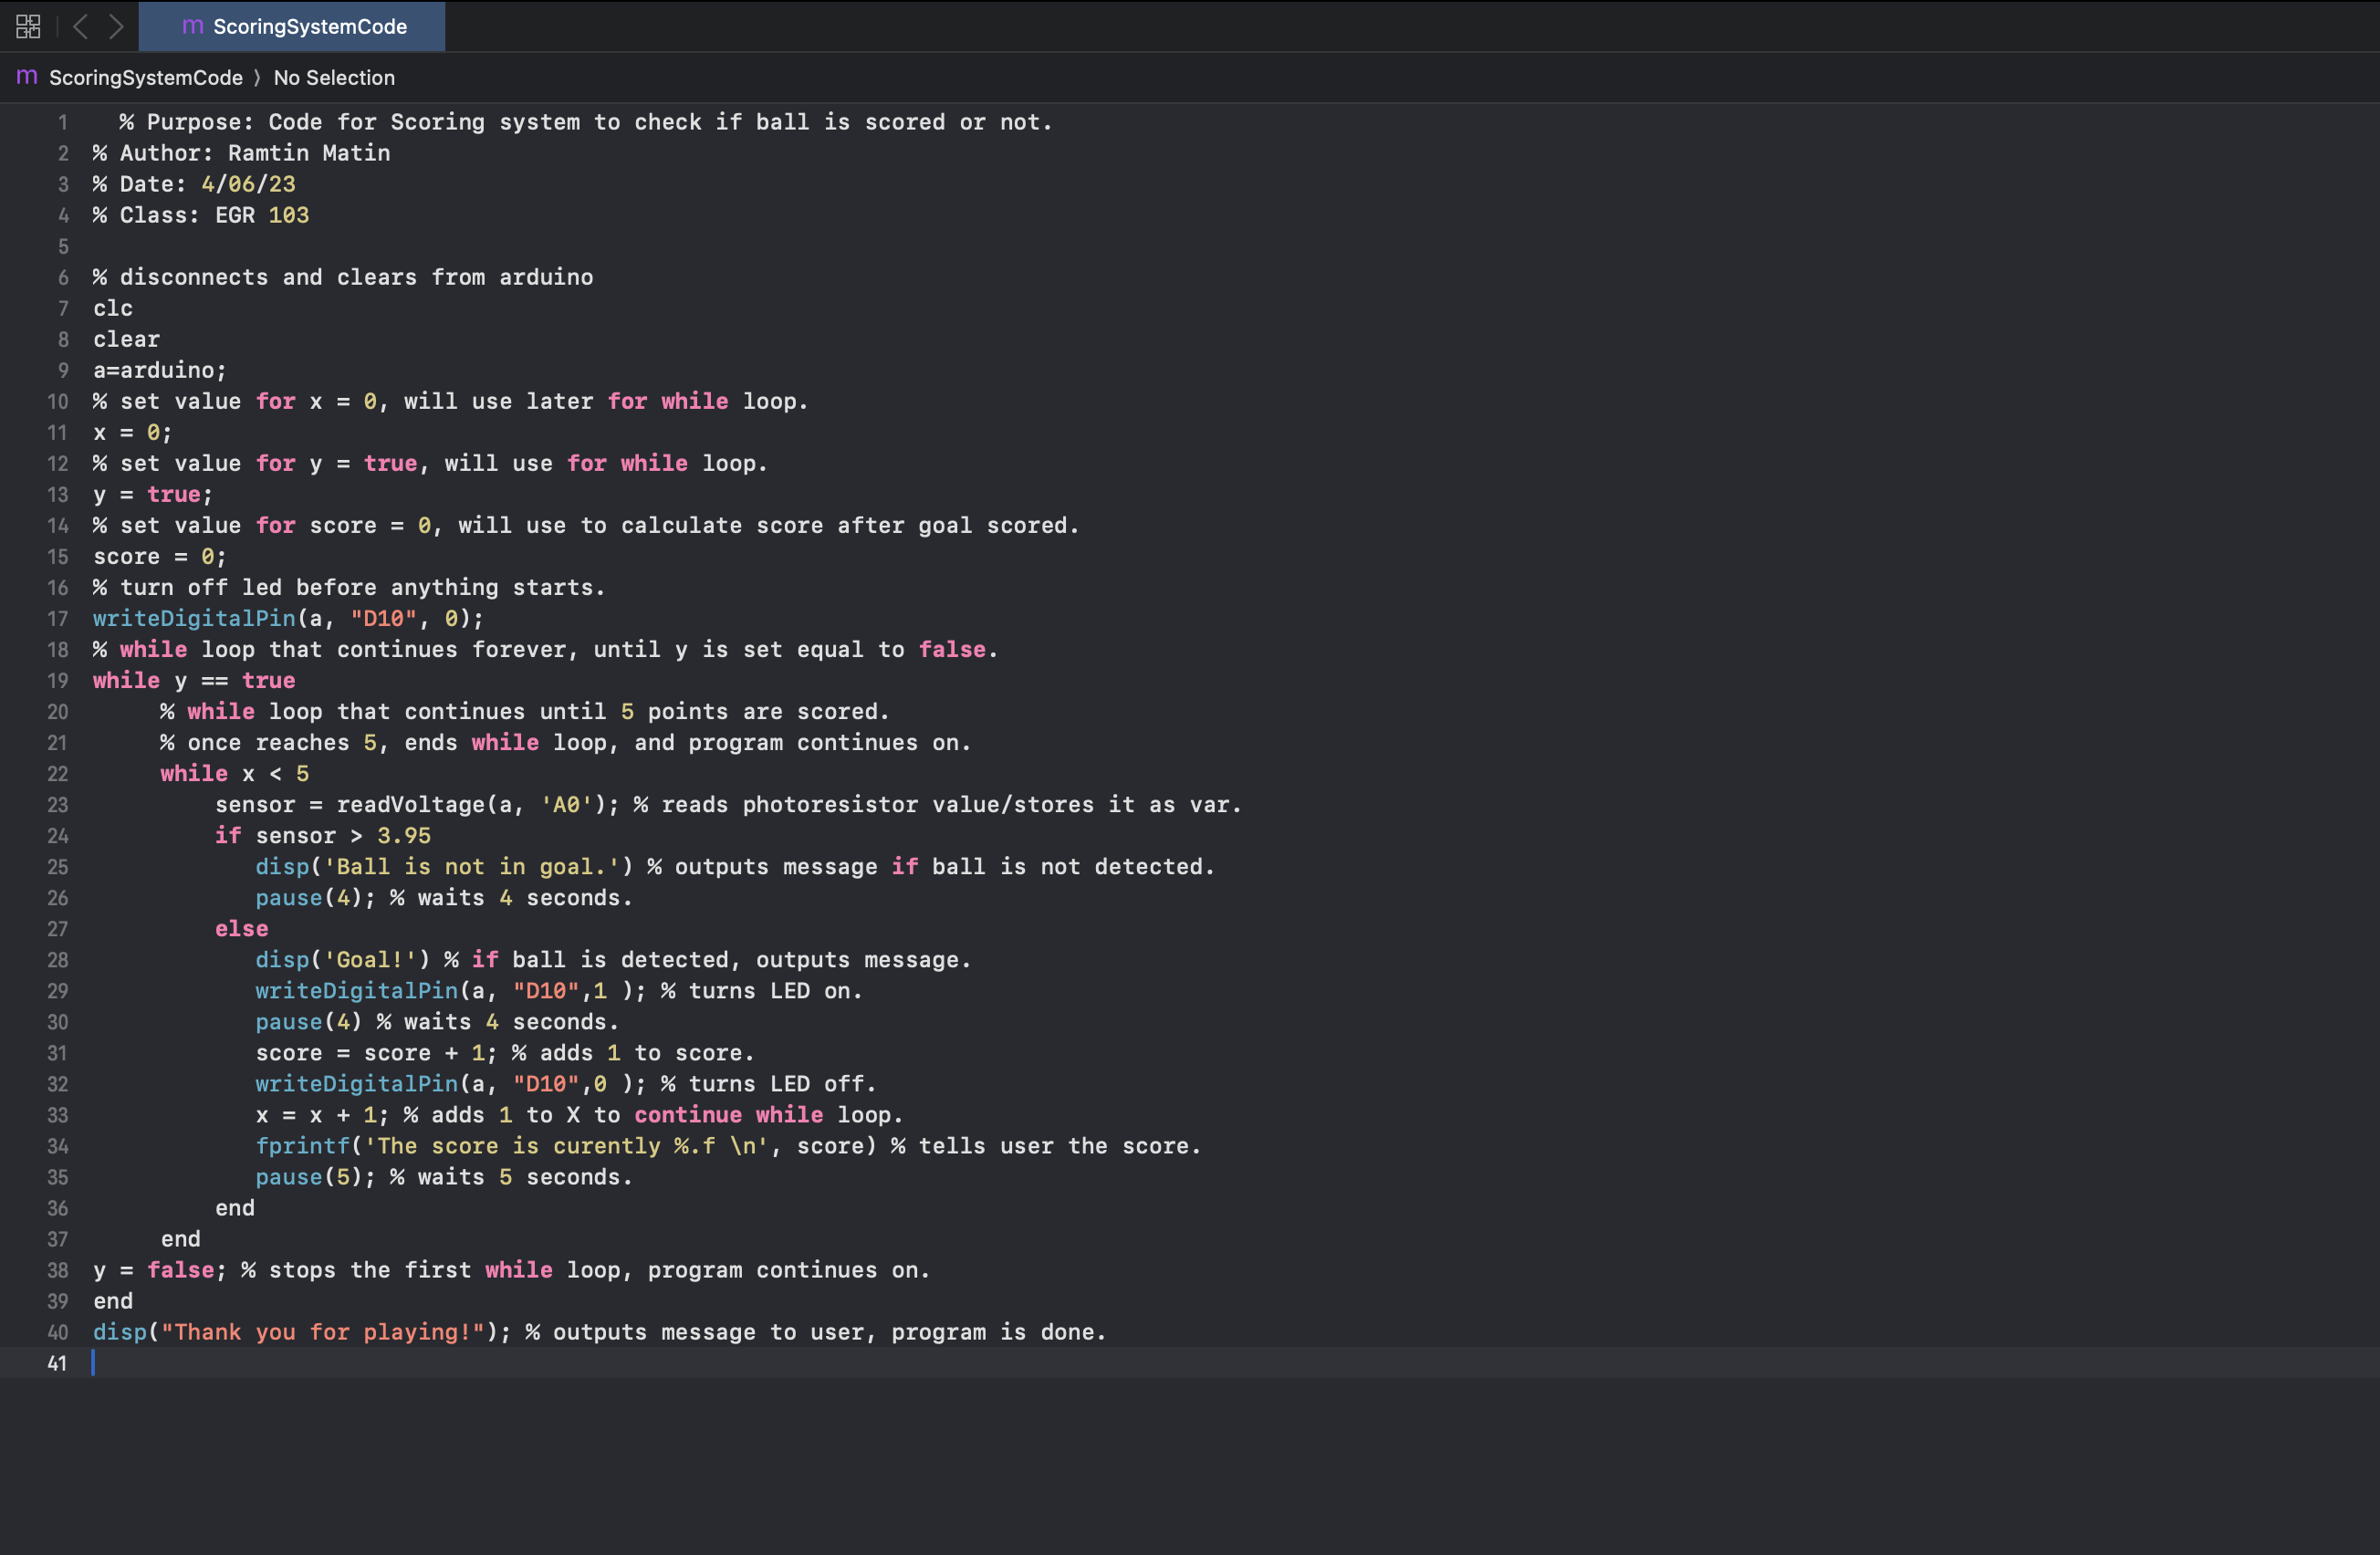 ScoringSystemCode
ScoringSystemCode 〉 No Selection
1 % Purpose: Code for Scoring system to check if ball is scored or not.
2 % Author: Ramtin Matin
3 % Date: 4/06/23
4 % Class: EGR 103
5
6 % disconnects and clears from arduino
7 clc
8 clear
9 a=arduino;
10 % set value for x = 0, will use later for while loop.
11 x = 0;
12 % set value for y = true, will use for while loop.
13 y = true;
14 % set value for score = 0, will use to calculate score after goal scored.
15 score = 0;
16 % turn off led before anything starts.
17 writeDigitalPin(a, "D10", 0);
18 % while loop that continues forever, until y is set equal to false.
19 while y == true
20 % while loop that continues until 5 points are scored.
21 % once reaches 5, ends while loop, and program continues on.
22 while x < 5
23 sensor = readVoltage(a, 'A0'); % reads photoresistor value/stores it as var.
24 if sensor > 3.95
25 disp('Ball is not in goal.') % outputs message if ball is not detected.
26 pause(4); % waits 4 seconds.
27 else
28 disp('Goal!') % if ball is detected, outputs message.
29 writeDigitalPin(a, "D10",1 ); % turns LED on.
30 pause(4) % waits 4 seconds.
31 score = score + 1; % adds 1 to score.
32 writeDigitalPin(a, "D10",0 ); % turns LED off.
33 x = x + 1; % adds 1 to X to continue while loop.
34 fprintf('The score is curently %.f \n', score) % tells user the score.
35 pause(5); % waits 5 seconds.
36 end
37 end
38 y = false; % stops the first while loop, program continues on.
39 end
40 disp("Thank you for playing!"); % outputs message to user, program is done.
41